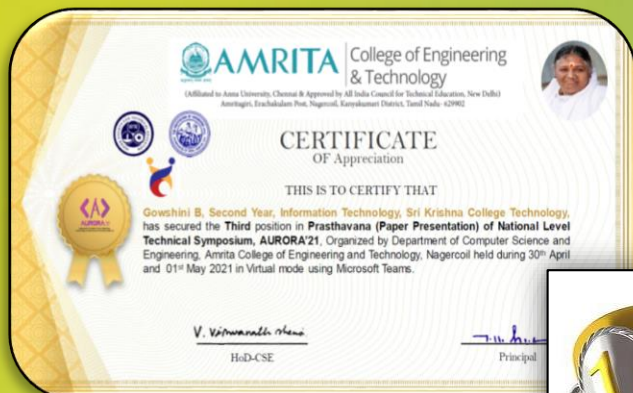 AMRITA College of Engineering
& Technology
(Affiliated to Anna University, Chennai & Approved by All India Council for Technical Education, New Delhi)
Amritagiri, Erachakulam Post, Nagercoil, Kanyakumari District, Tamil Nadu -629902
CERTIFICATE
OF Appreciation
THIS IS TO CERTIFY THAT
Gowshini B, Second Year, Information Technology, Sri Krishna College Technology,
has secured the Third position in Prasthavana (Paper Presentation) of National Level
Technical Symposium, AURORA'21, Organized by Department of Computer Science and
Engineering, Amrita College of Engineering and Technology, Nagercoil held during 30th April
and 01st May 2021 in Virtual mode using Microsoft Teams.
AURORA
HoD-CSE
Principal
1